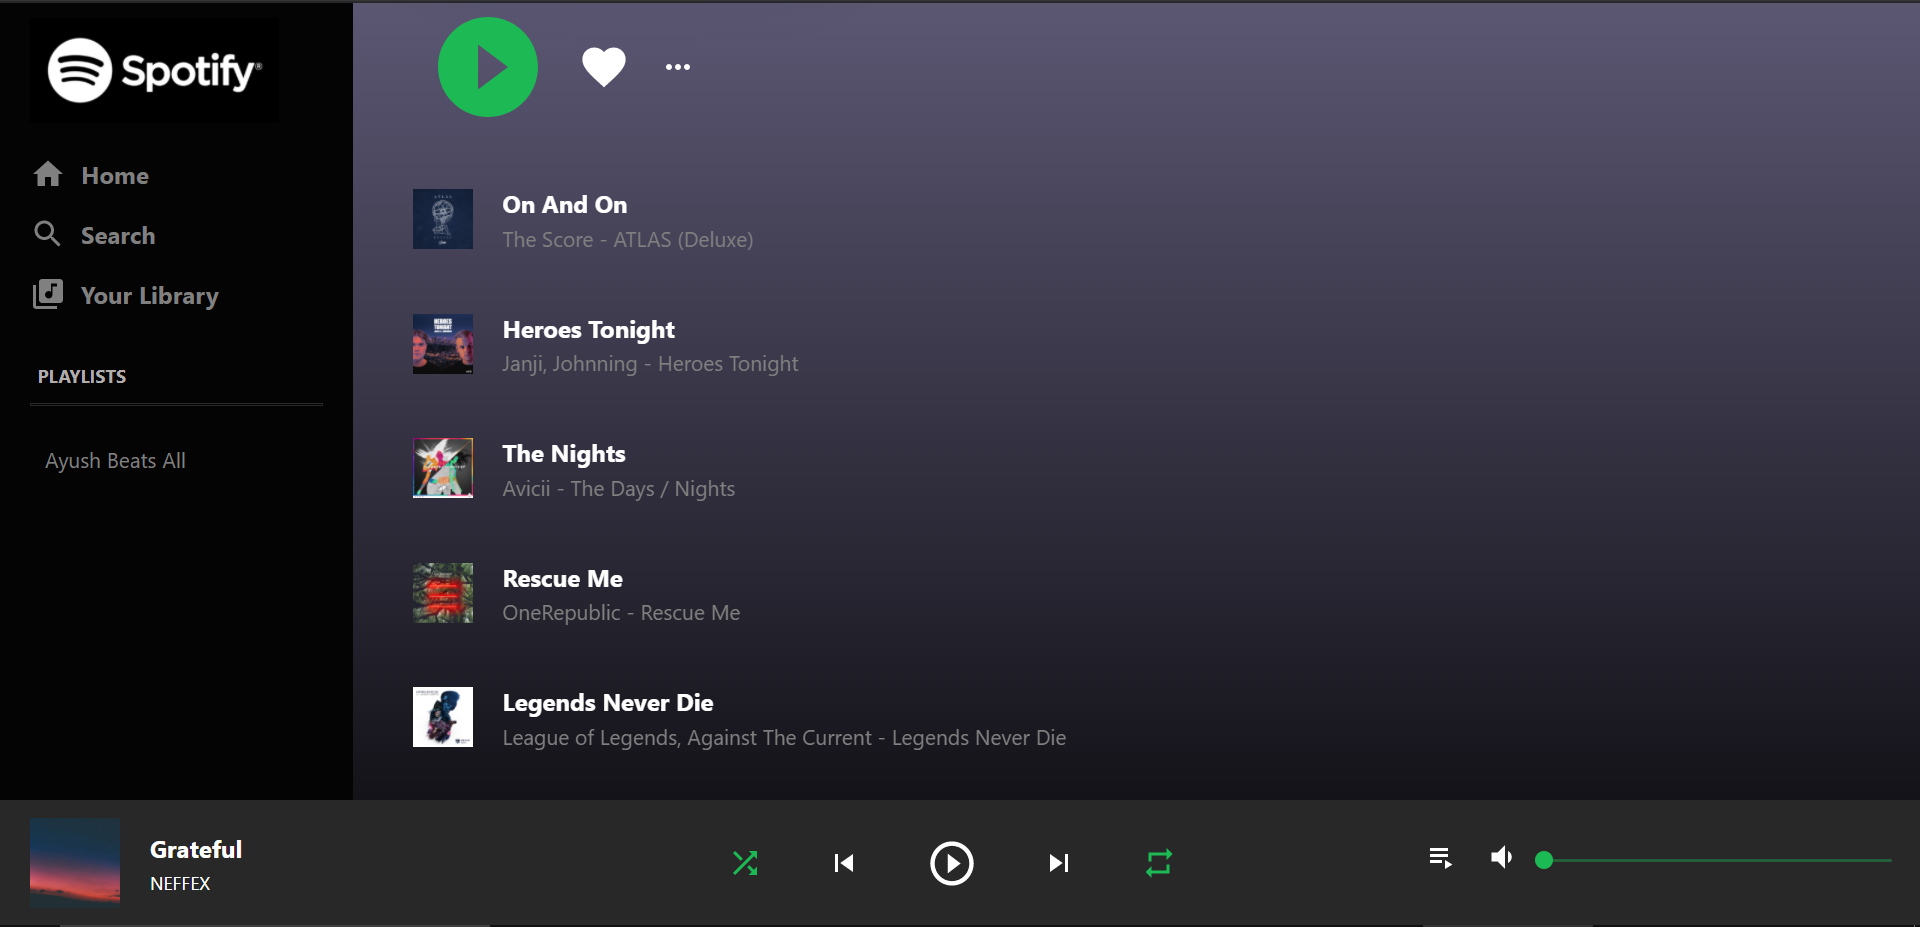 Spotify®
Home
Search
Your Library
PLAYLISTS
Ayush Beats All
On And On
The Score - ATLAS (Deluxe)
HEROES
TONIGHT
Heroes Tonight
Janji, Johnning - Heroes Tonight
The Nights
Avicii - The Days / Nights
Rescue Me
OneRepublic - Rescue Me
Legends Never Die
League of Legends, Against The Current - Legends Never Die
Grateful
NEFFEX